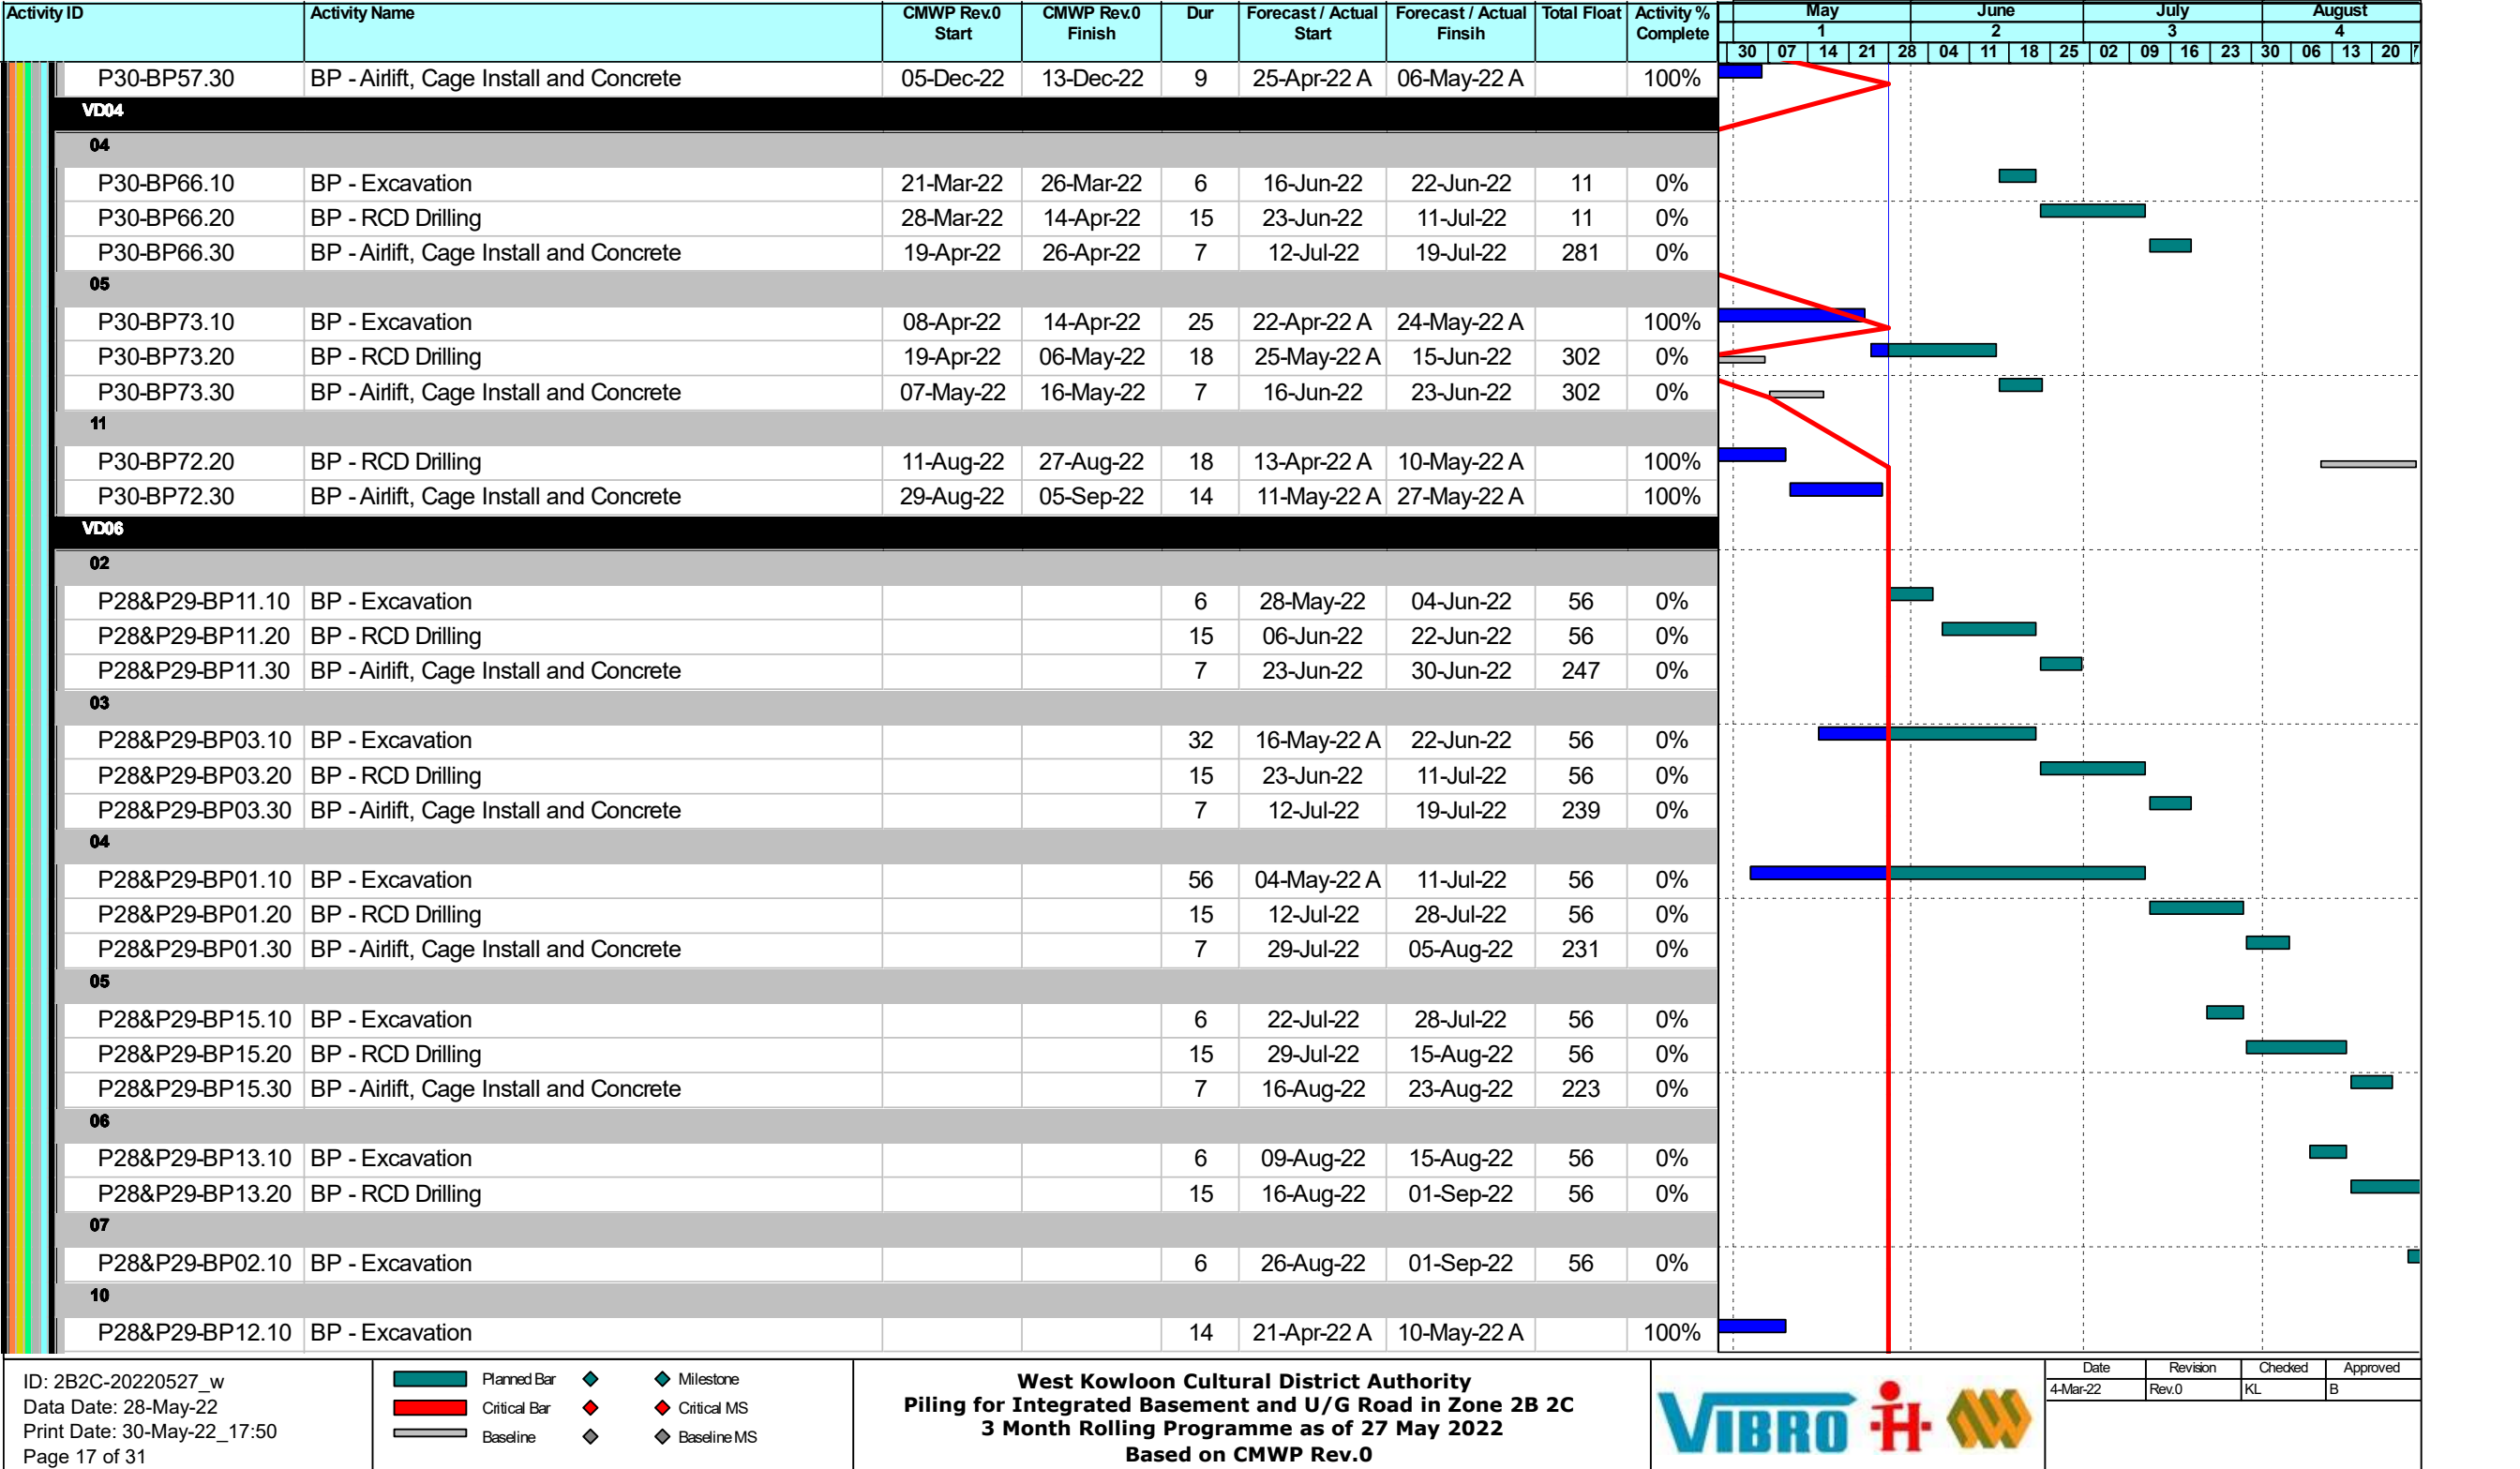 Activity ID Activity Name CMWP Rev.0 Start CMWP Rev.0 Finish Dur Forecast / Actual Start Forecast / Actual Finsih Total Float Activity % Complete
May June July August
1 2 3 4
30 07 14 21 28 04 11 18 25 02 09 16 23 30 06 13 20
P30-BP57.30 BP - Airlift, Cage Install and Concrete 05-Dec-22 13-Dec-22 9 25-Apr-22 A 06-May-22 A 100%
VD04
04
P30-BP66.10 BP - Excavation 21-Mar-22 26-Mar-22 6 16-Jun-22 22-Jun-22 11 0%
P30-BP66.20 BP - RCD Drilling 28-Mar-22 14-Apr-22 15 23-Jun-22 11-Jul-22 11 0%
P30-BP66.30 BP - Airlift, Cage Install and Concrete 19-Apr-22 26-Apr-22 7 12-Jul-22 19-Jul-22 281 0%
05
P30-BP73.10 BP - Excavation 08-Apr-22 14-Apr-22 25 22-Apr-22 A 24-May-22 A 100%
P30-BP73.20 BP - RCD Drilling 19-Apr-22 06-May-22 18 25-May-22 A 15-Jun-22 302 0%
P30-BP73.30 BP - Airlift, Cage Install and Concrete 07-May-22 16-May-22 7 16-Jun-22 23-Jun-22 302 0%
11
P30-BP72.20 BP - RCD Drilling 11-Aug-22 27-Aug-22 18 13-Apr-22 A 10-May-22 A 100%
P30-BP72.30 BP - Airlift, Cage Install and Concrete 29-Aug-22 05-Sep-22 14 11-May-22 A 27-May-22 A 100%
VD06
02
P28&P29-BP11.10 BP - Excavation 6 28-May-22 04-Jun-22 56 0%
P28&P29-BP11.20 BP - RCD Drilling 15 06-Jun-22 22-Jun-22 56 0%
P28&P29-BP11.30 BP - Airlift, Cage Install and Concrete 7 23-Jun-22 30-Jun-22 247 0%
03
P28&P29-BP03.10 BP - Excavation 32 16-May-22 A 22-Jun-22 56 0%
P28&P29-BP03.20 BP - RCD Drilling 15 23-Jun-22 11-Jul-22 56 0%
P28&P29-BP03.30 BP - Airlift, Cage Install and Concrete 7 12-Jul-22 19-Jul-22 239 0%
04
P28&P29-BP01.10 BP - Excavation 56 04-May-22 A 11-Jul-22 56 0%
P28&P29-BP01.20 BP - RCD Drilling 15 12-Jul-22 28-Jul-22 56 0%
P28&P29-BP01.30 BP - Airlift, Cage Install and Concrete 7 29-Jul-22 05-Aug-22 231 0%
05
P28&P29-BP15.10 BP - Excavation 6 22-Jul-22 28-Jul-22 56 0%
P28&P29-BP15.20 BP - RCD Drilling 15 29-Jul-22 15-Aug-22 56 0%
P28&P29-BP15.30 BP - Airlift, Cage Install and Concrete 7 16-Aug-22 23-Aug-22 223 0%
06
P28&P29-BP13.10 BP - Excavation 6 09-Aug-22 15-Aug-22 56 0%
P28&P29-BP13.20 BP - RCD Drilling 15 16-Aug-22 01-Sep-22 56 0%
07
P28&P29-BP02.10 BP - Excavation 6 26-Aug-22 01-Sep-22 56 0%
10
P28&P29-BP12.10 BP - Excavation 14 21-Apr-22 A 10-May-22 A 100%
ID: 2B2C-20220527_w
Data Date: 28-May-22
Print Date: 30-May-22_17:50
Page 17 of 31
Planned Bar Milestone
Critical Bar Critical MS
Baseline Baseline MS
West Kowloon Cultural District Authority
Piling for Integrated Basement and U/G Road in Zone 2B 2C
3 Month Rolling Programme as of 27 May 2022
Based on CMWP Rev.0
VIBRO
Date Revision Checked Approved
4-Mar-22 Rev.0 KL B